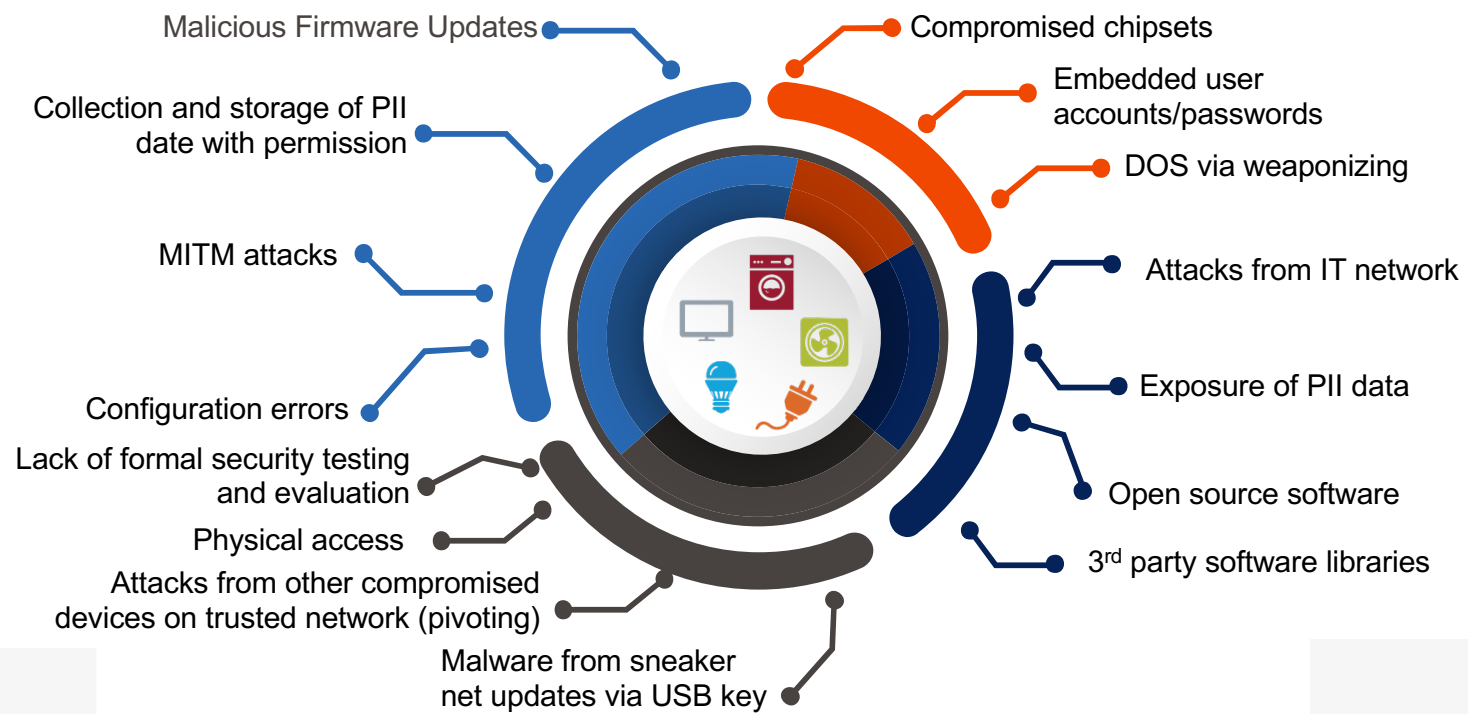 Malicious Firmware Updates
Collection and storage of PII
date with permission
MITM attacks
Configuration errors
Lack of formal security testing
and evaluation
Physical access
Attacks from other compromised
devices on trusted network (pivoting)
Malware from sneaker
net updates via USB key
Compromised chipsets
Embedded user
accounts/passwords
DOS via weaponizing
Attacks from IT network
Exposure of PII data
Open source software
3rd party software libraries